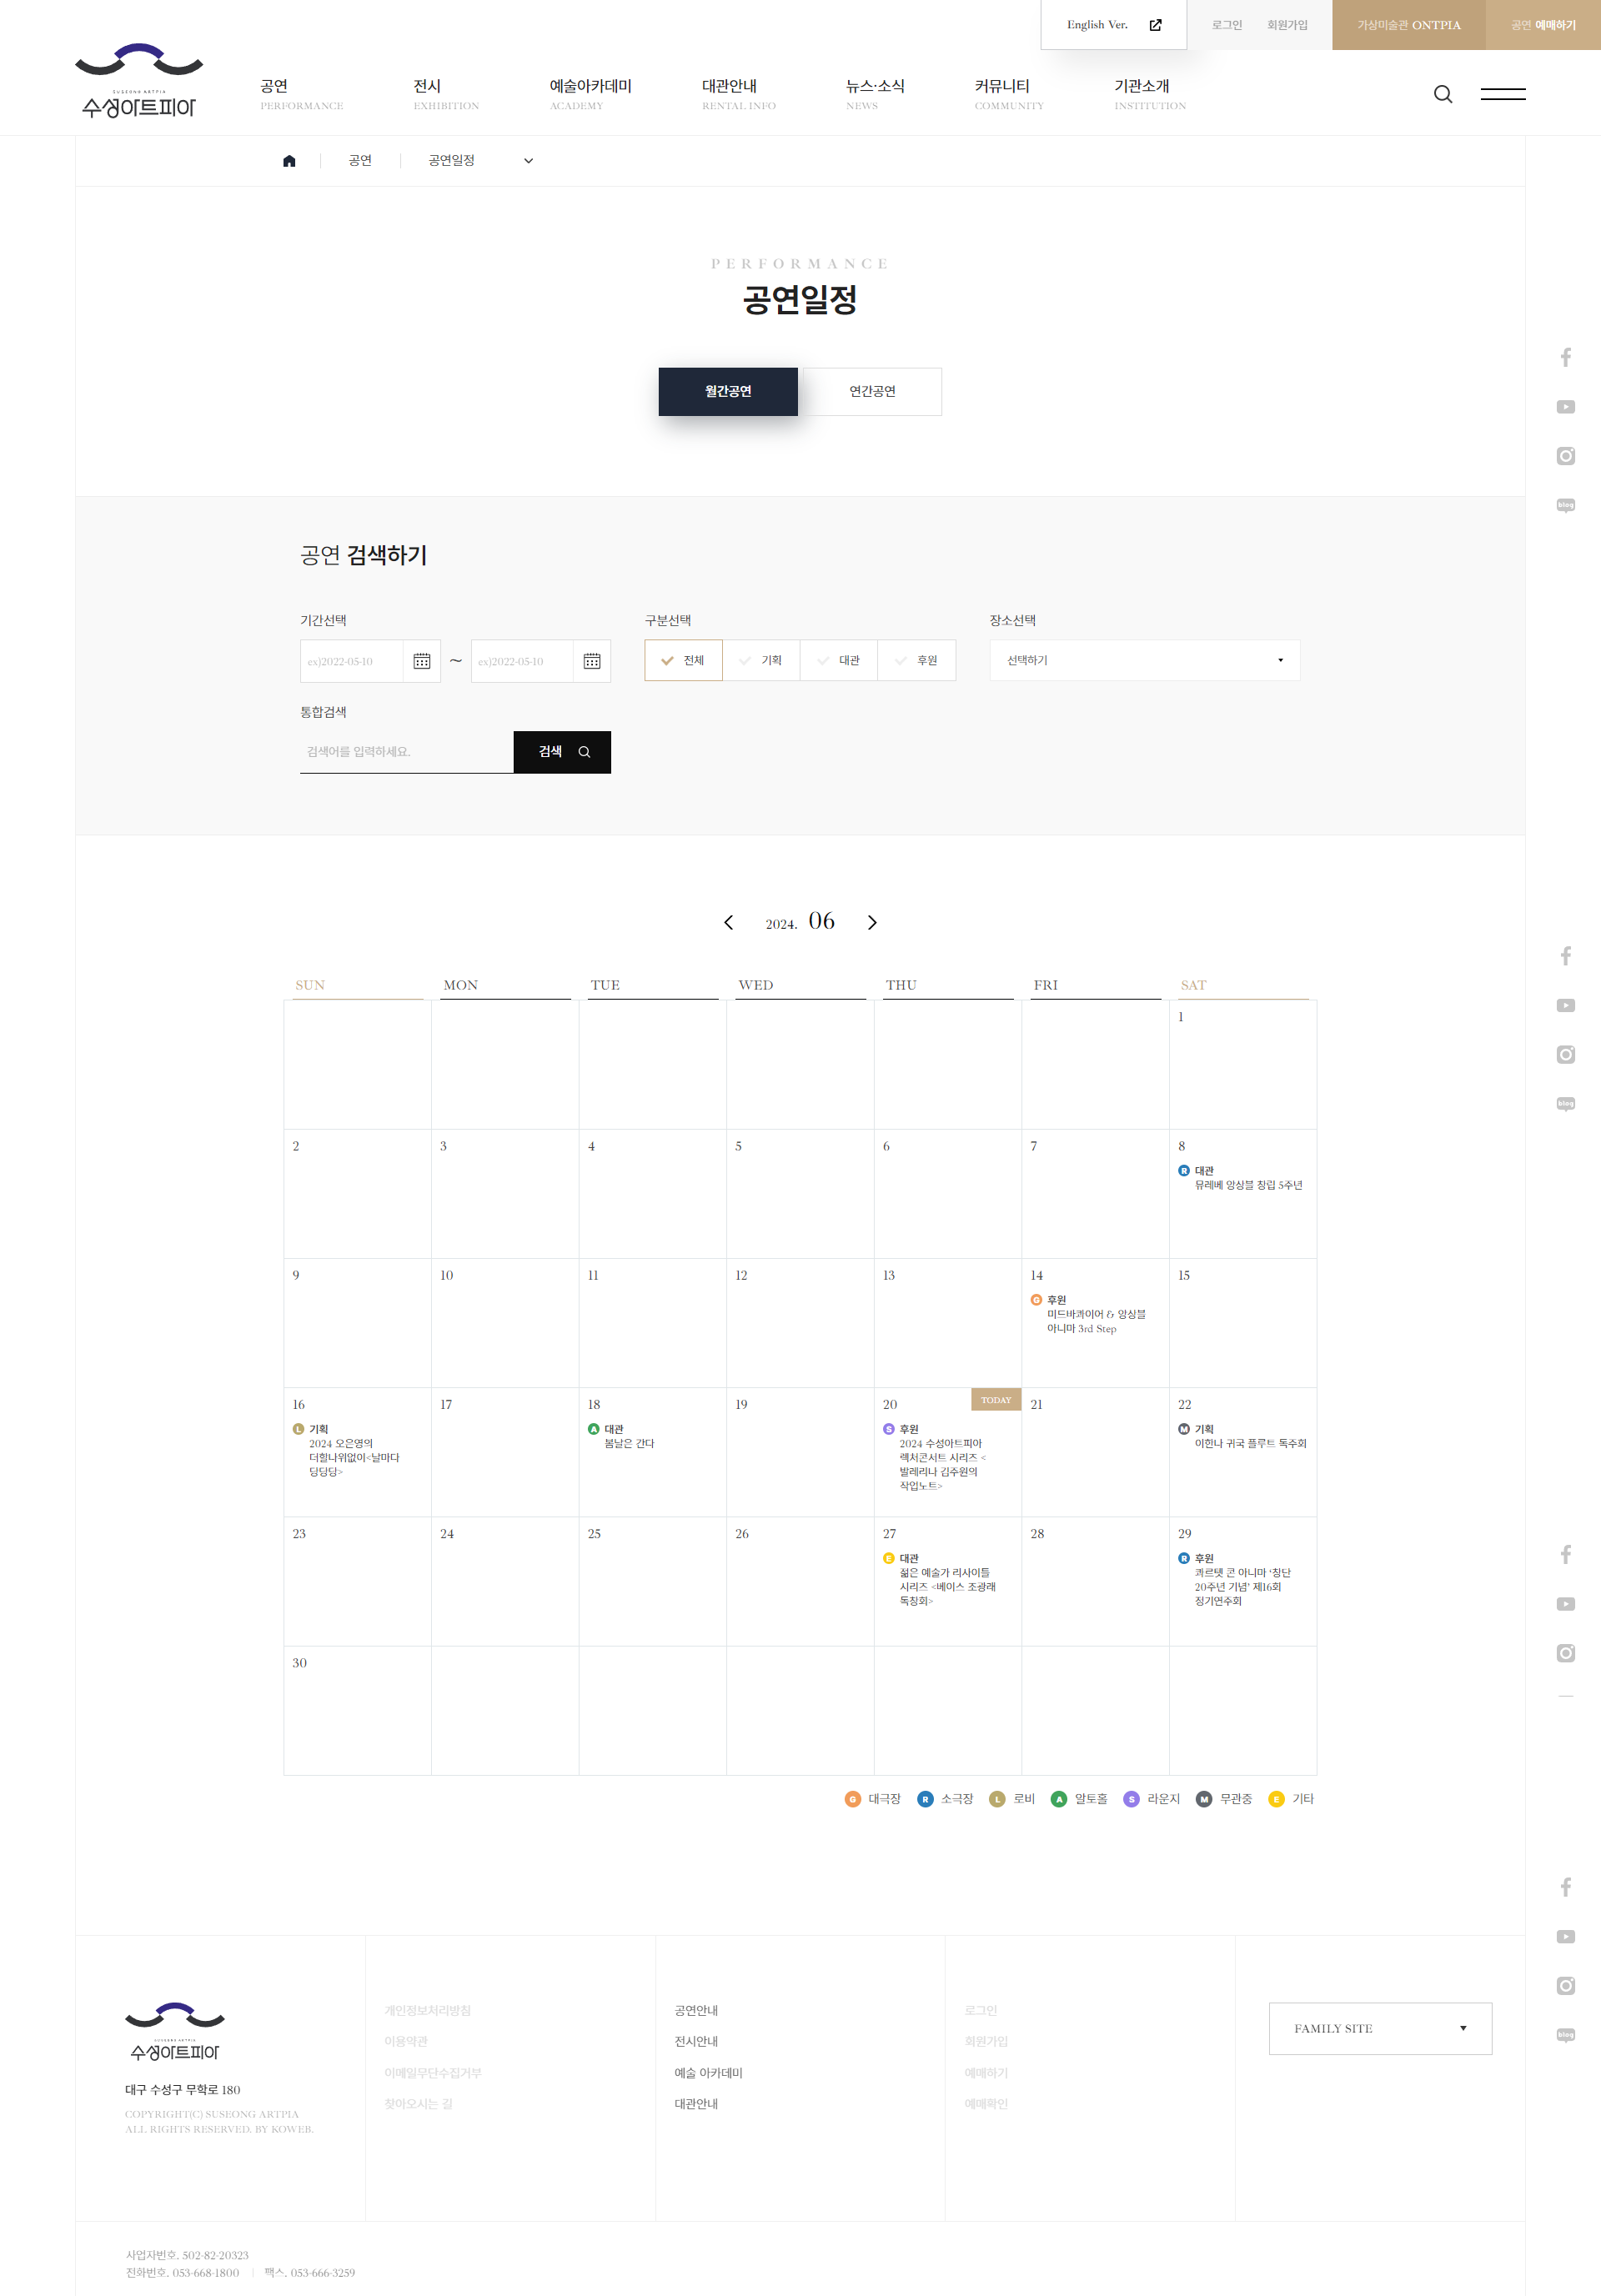 English Ver.
로그인
회원가입
가상미술관 ONTPIA
공연 예매하기
SUSEONG ARTPIA
수성아트피아
공연
PERFORMANCE
전시
EXHIBITION
예술아카데미
ACADEMY
대관안내
RENTAL INFO
뉴스·소식
NEWS
커뮤니티
COMMUNITY
기관소개
INSTITUTION
공연
공연일정
PERFORMANCE
공연일정
월간공연
연간공연
공연 검색하기
기간선택
ex)2022-05-10
~
ex)2022-05-10
구분선택
전체
기획
대관
후원
장소선택
선택하기
통합검색
검색어를 입력하세요.
검색
2024. 06
SUN MON TUE WED THU FRI SAT
1
2 3 4 5 6 7 8
R 대관
뮤레베 앙상블 창립 5주년
9 10 11 12 13 14 15
G 후원
미드바콰이어 & 앙상블
아니마 3rd Step
16
L 기획
2024 오은영의
더할나위없이<날마다
딩딩당>
17
18
A 대관
봄날은 간다
19
20
TODAY
S 후원
2024 수성아트피아
렉처콘서트 시리즈 <
발레리나 김주원의
작업노트>
21
22
M 기획
이한나 귀국 플루트 독주회
23 24 25 26 27 28 29
E 대관
젊은 예술가 리사이틀
시리즈 <베이스 조광래
독창회>
R 후원
콰르텟 콘 아니마 '창단
20주년 기념' 제16회
정기연주회
30
G 대극장
R 소극장
L 로비
A 알토홀
S 라운지
M 무관중
E 기타
blog
blog
SUSEONG ARTPIA
수성아트피아
대구 수성구 무학로 180
COPYRIGHT(C) SUSEONG ARTPIA
ALL RIGHTS RESERVED. BY KOWEB.
개인정보처리방침
이용약관
이메일무단수집거부
찾아오시는 길
공연안내
전시안내
예술 아카데미
대관안내
로그인
회원가입
예매하기
예매확인
FAMILY SITE
blog
사업자번호. 502-82-20323
전화번호. 053-668-1800 | 팩스. 053-666-3259